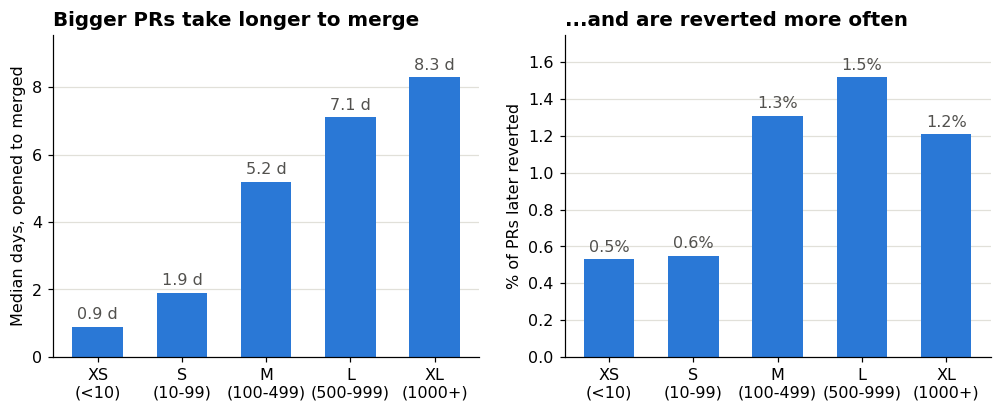 Bigger PRs take longer to merge
Median days, opened to merged
8
6
4
2
0
0.9 d
1.9 d
5.2 d
7.1 d
8.3 d
XS
(<10)
S
(10-99)
M
(100-499)
L
(500-999)
XL
(1000+)
...and are reverted more often
% of PRs later reverted
1.6
1.4
1.2
1.0
0.8
0.6
0.4
0.2
0.0
0.5%
0.6%
1.3%
1.5%
1.2%
XS
(<10)
S
(10-99)
M
(100-499)
L
(500-999)
XL
(1000+)